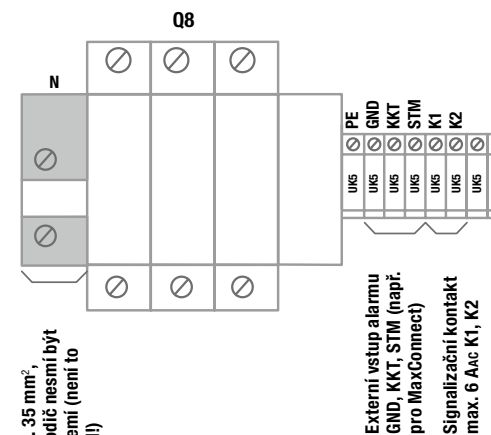 Q8
N
PE
GND
KKT
STM
K1
K2
UK5
UK5
UK5
UK5
UK5
UK5
UK5
. 35 mm²,
odič nesmí být
emí (není to
!!)
Externí vstup alarmu
GND, KKT, STM (např.
pro MaxConnect)
Signalizační kontakt
max. 6 AAC K1, K2